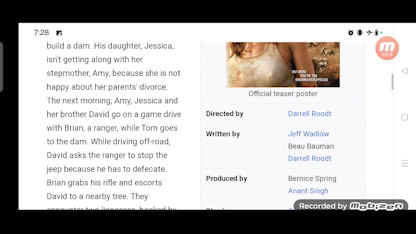 7:28
build a dam. His daughter, Jessica,
isn't getting along with her
stepmother, Amy, because she is not
happy about her parents' divorce.
The next morning, Amy, Jessica and
her brother David go on a game drive
with Brian, a ranger, while Tom goes
to the dam. While driving off-road,
David asks the ranger to stop the
jeep because he has to defecate.
Brian grabs his rifle and escorts
David to a nearby tree. They
Official teaser poster
Directed by
Darrell Roodt
Written by
Jeff Wadlow
Beau Bauman
Darrell Roodt
Produced by
Bernice Spring
Anant Singh
Recorded by
Mobizen